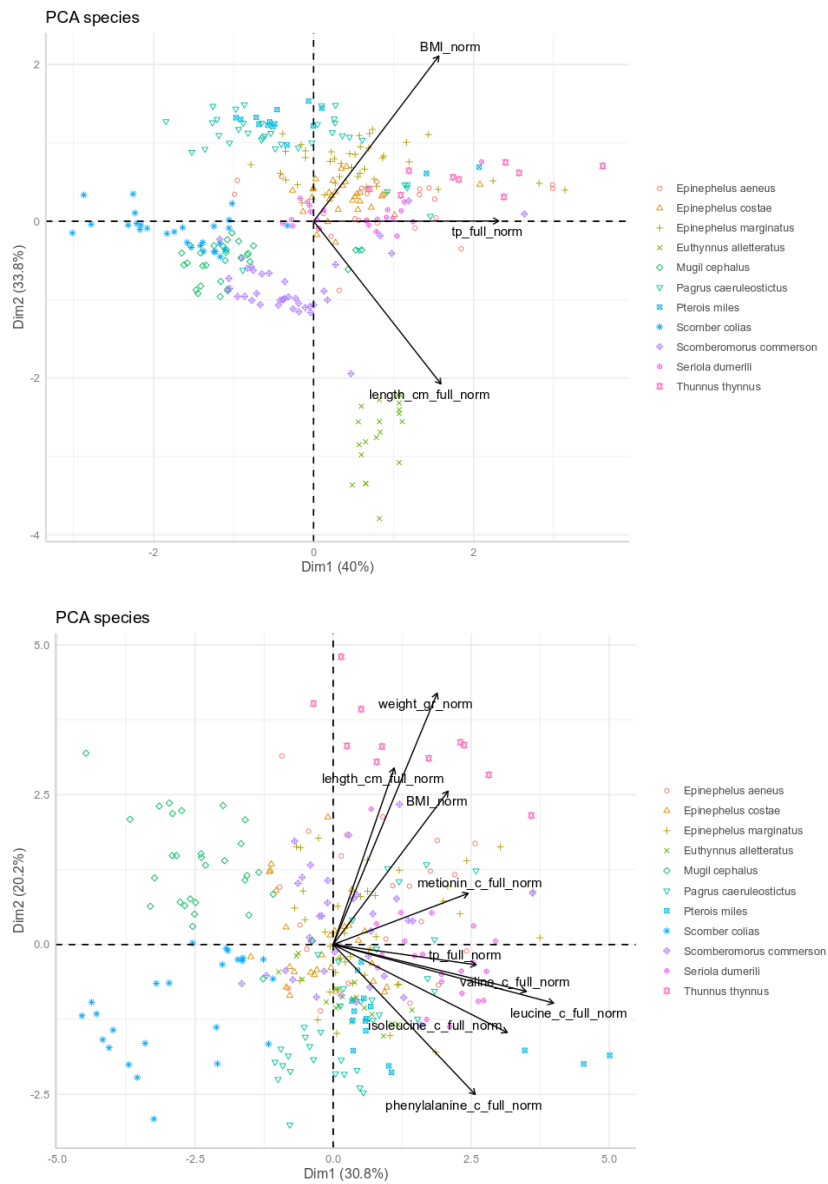 PCA species
BMI_norm
2
tp_full_norm
0
length_cm_full_norm
-2
-4
Dim2 (33.8%)
-2
0
2
Dim1 (40%)
Epinephelus aeneus
Epinephelus costae
Epinephelus marginatus
Euthynnus alletteratus
Mugil cephalus
Pagrus caeruleostictus
Pterois miles
Scomber colias
Scomberomorus commerson
Seriola dumerili
Thunnus thynnus
PCA species
5.0
weight_gr_norm
length_cm_full_norm
2.5
BMI_norm
metionin_c_full_norm
0.0
tp_full_norm
valine_c_full_norm
leucine_c_full_norm
isoleucine_c_full_norm
-2.5
phenylalanine_c_full_norm
Dim2 (20.2%)
-5.0
-2.5
0.0
2.5
5.0
Dim1 (30.8%)
Epinephelus aeneus
Epinephelus costae
Epinephelus marginatus
Euthynnus alletteratus
Mugil cephalus
Pagrus caeruleostictus
Pterois miles
Scomber colias
Scomberomorus commerson
Seriola dumerili
Thunnus thynnus